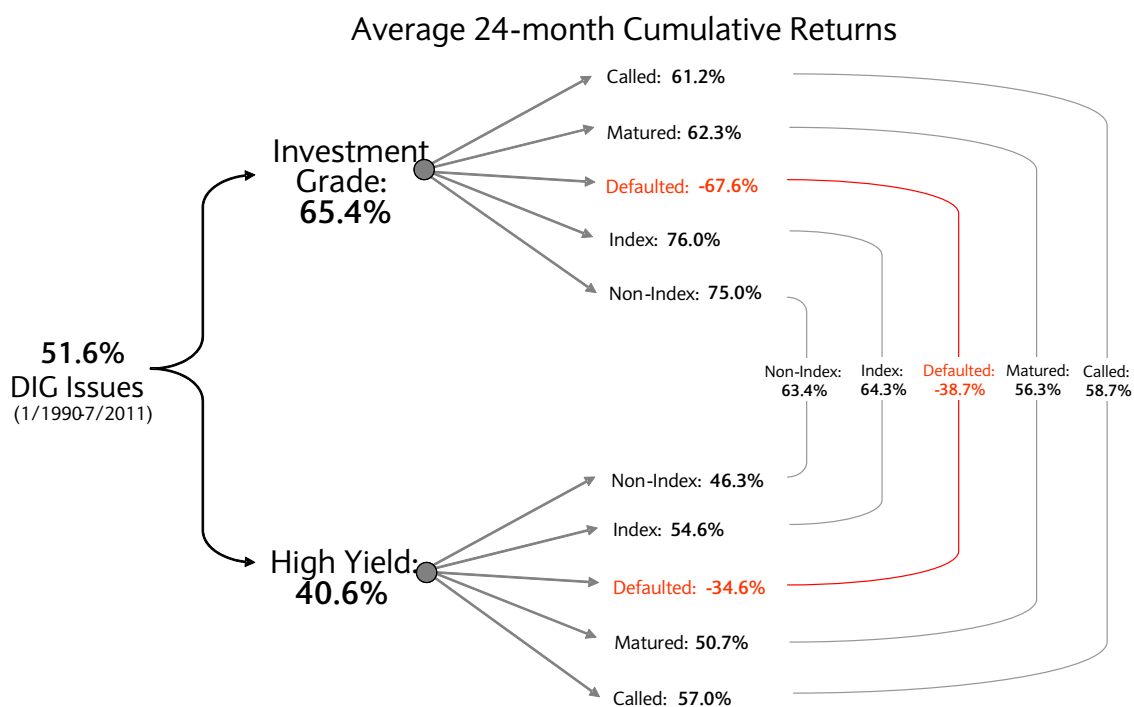 Average 24-month Cumulative Returns
Called: 61.2%
Matured: 62.3%
Investment
Grade:
65.4%
Defaulted: -67.6%
Index: 76.0%
Non-Index: 75.0%
51.6%
DIG Issues
(1/1990-7/2011)
Non-Index:
63.4%
Index:
64.3%
Defaulted:
-38.7%
Matured:
56.3%
Called:
58.7%
Non-Index: 46.3%
Index: 54.6%
High Yield:
40.6%
Defaulted: -34.6%
Matured: 50.7%
Called: 57.0%